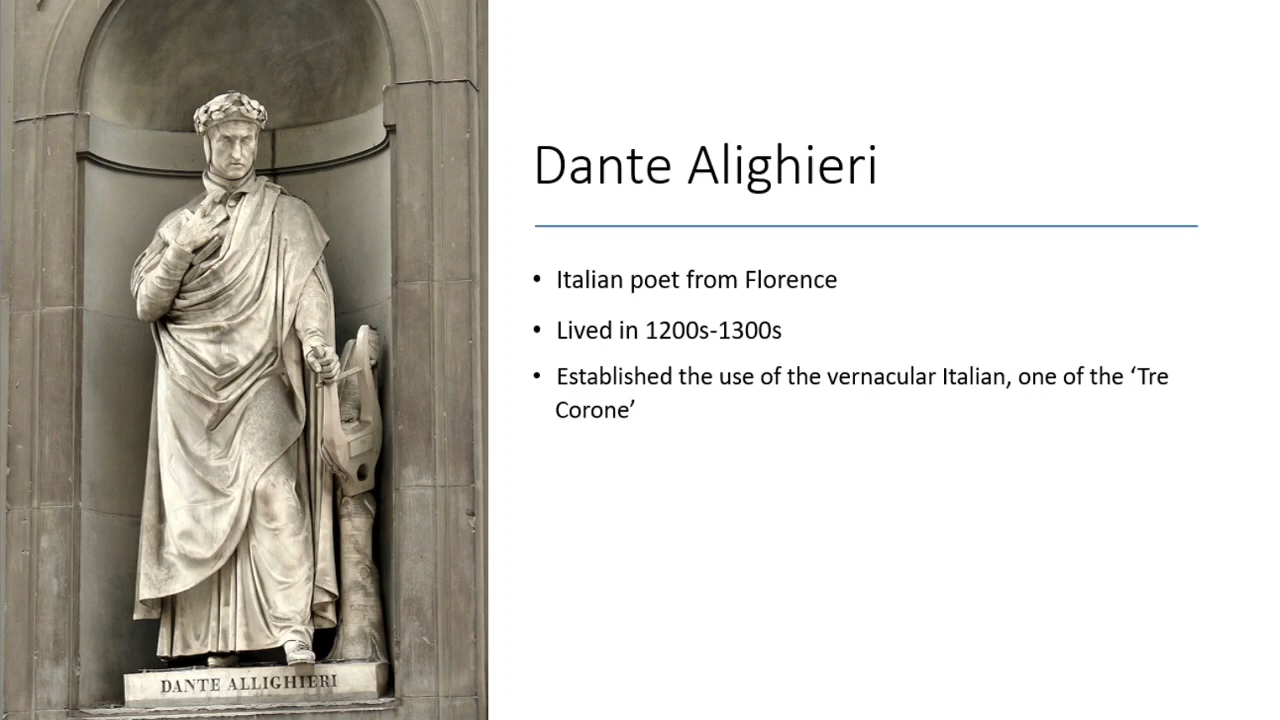 Dante Alighieri
• Italian poet from Florence
• Lived in 1200s-1300s
• Established the use of the vernacular Italian, one of the ‘Tre
Corone’
DANTE ALLIGHIERI